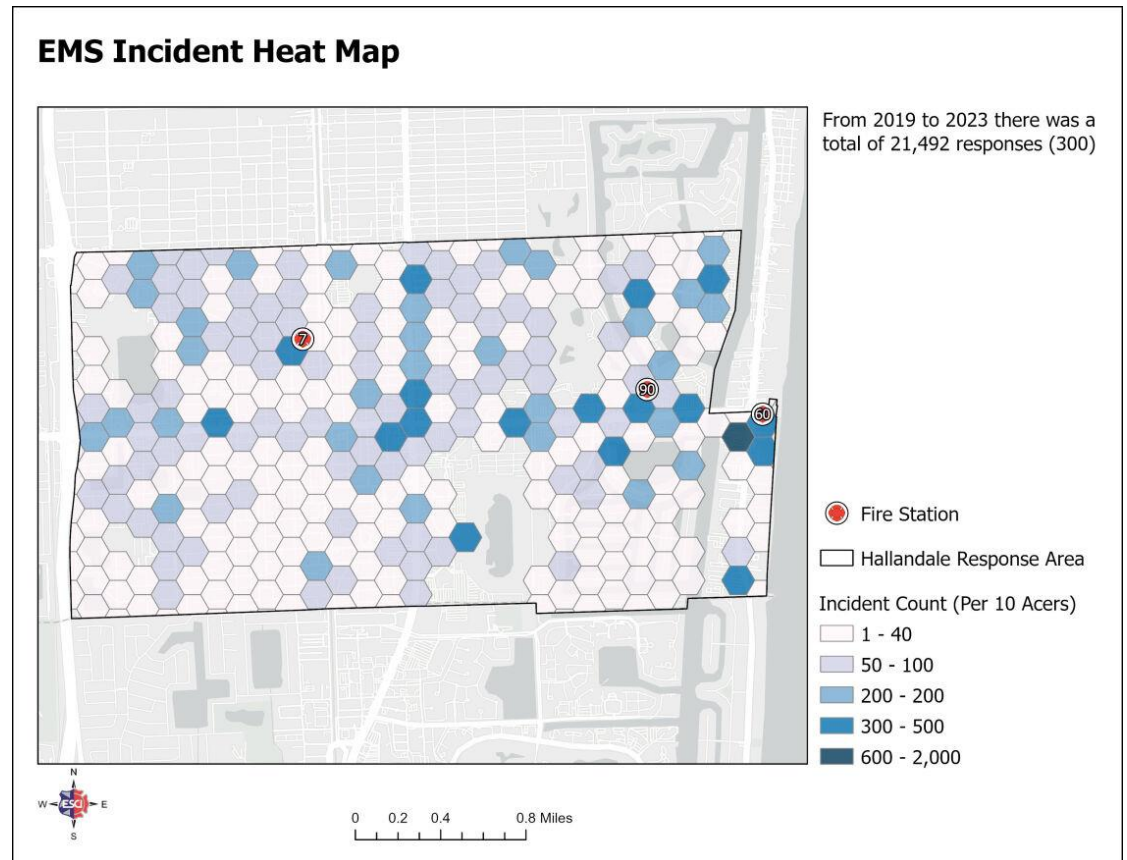 EMS Incident Heat Map
From 2019 to 2023 there was a
total of 21,492 responses (300)
7
90
60
Fire Station
Hallandale Response Area
Incident Count (Per 10 Acers)
1 - 40
50 - 100
200 - 200
300 - 500
600 - 2,000
N
W ESCI E
S
0 0.2 0.4 0.8 Miles